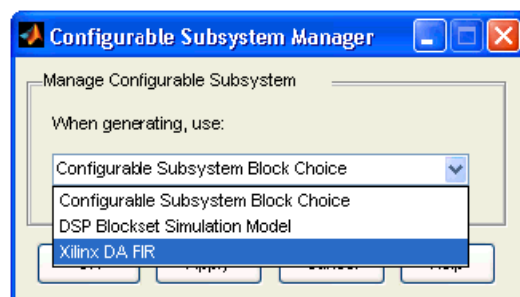 Configurable Subsystem Manager
Manage Configurable Subsystem
When generating, use:
Configurable Subsystem Block Choice
Configurable Subsystem Block Choice
DSP Blockset Simulation Model
Xilinx DA FIR